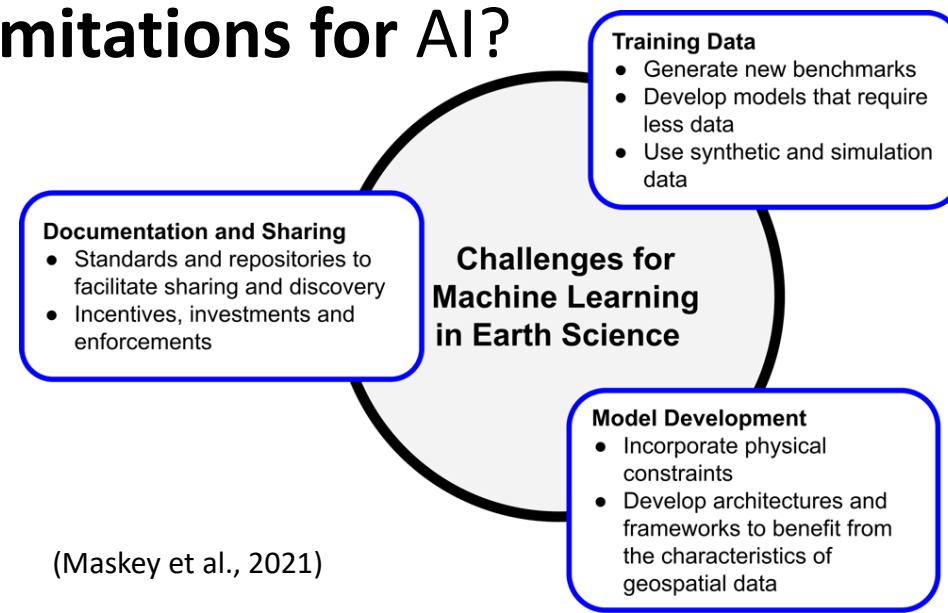 mitations for AI?
Training Data
● Generate new benchmarks
● Develop models that require
less data
● Use synthetic and simulation
data
Documentation and Sharing
● Standards and repositories to
facilitate sharing and discovery
● Incentives, investments and
enforcements
Challenges for
Machine Learning
in Earth Science
Model Development
● Incorporate physical
constraints
● Develop architectures and
frameworks to benefit from
the characteristics of
geospatial data
(Maskey et al., 2021)